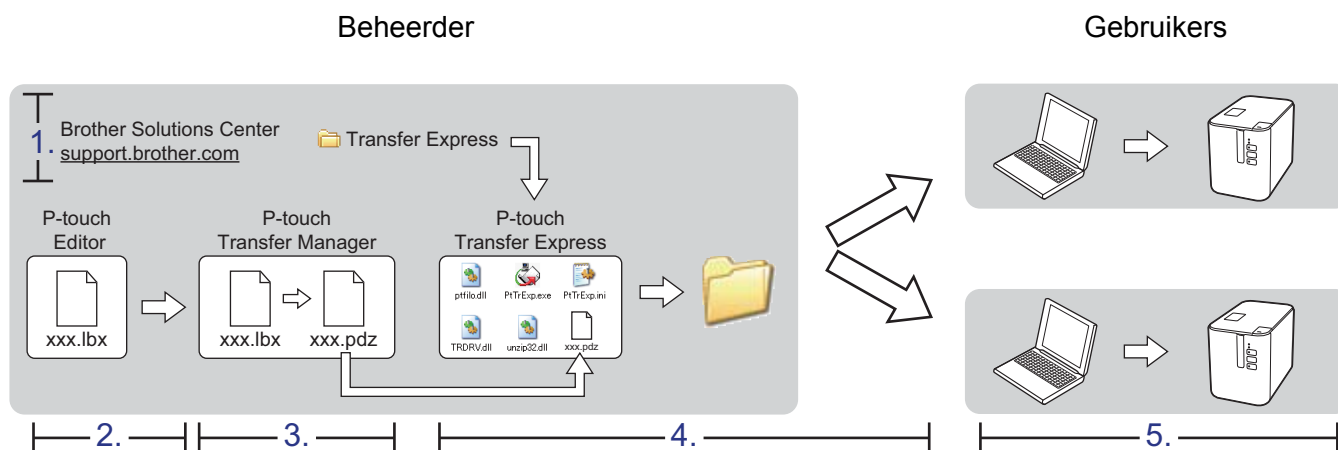 Beheerder
Gebruikers
1.
Brother Solutions Center
support.brother.com
Transfer Express
P-touch
Editor
P-touch
Transfer Manager
P-touch
Transfer Express
xxx.lbx
xxx.lbx
xxx.pdz
ptfilo.dll
PtTrExp.exe
PtTrExp.ini
TRDRV.dll
unzip32.dll
xxx.pdz
2.
3.
4.
5.